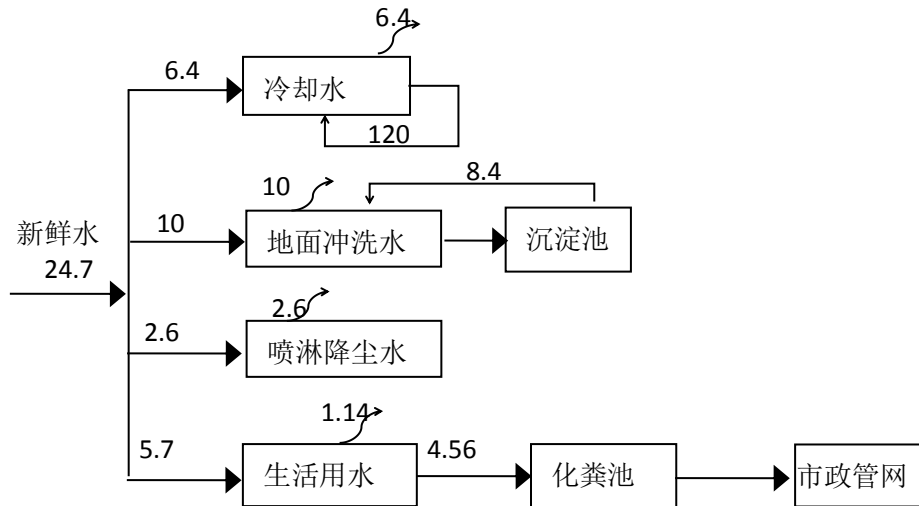 6.4
6.4
冷却水
120
10
8.4
新鲜水
10
地面冲洗水
沉淀池
24.7
2.6
2.6
喷淋降尘水
1.14
5.7
4.56
生活用水
化粪池
市政管网